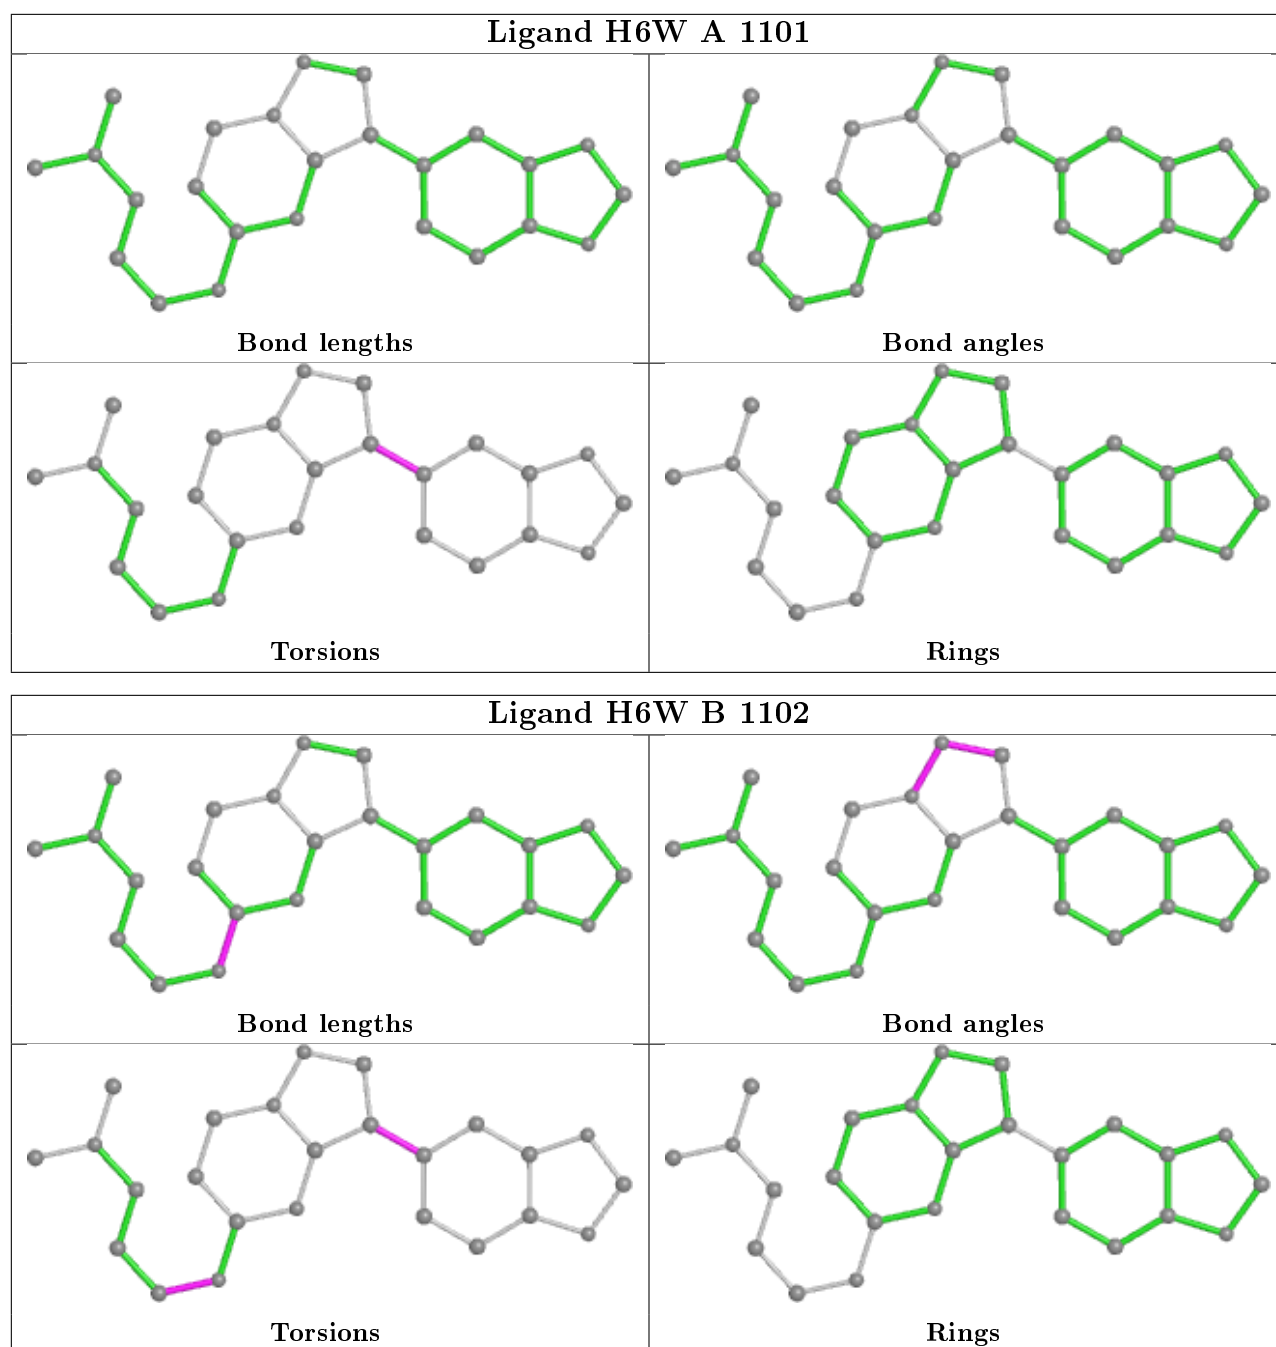 Ligand H6W A 1101
Bond lengths
Bond angles
Torsions
Rings
Ligand H6W B 1102
Bond lengths
Bond angles
Torsions
Rings